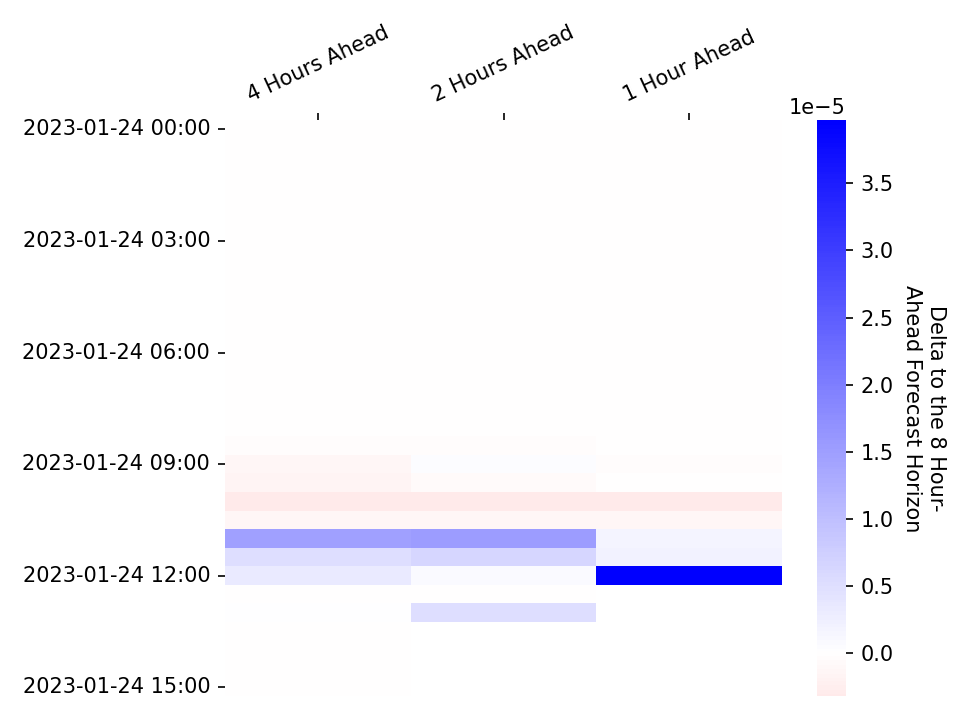 4 Hours Ahead
2 Hours Ahead
1 Hour Ahead
1e−5
2023-01-24 00:00
2023-01-24 03:00
2023-01-24 06:00
2023-01-24 09:00
2023-01-24 12:00
2023-01-24 15:00
3.5
3.0
2.5
2.0
1.5
1.0
0.5
0.0
Delta to the 8 Hour-
Ahead Forecast Horizon